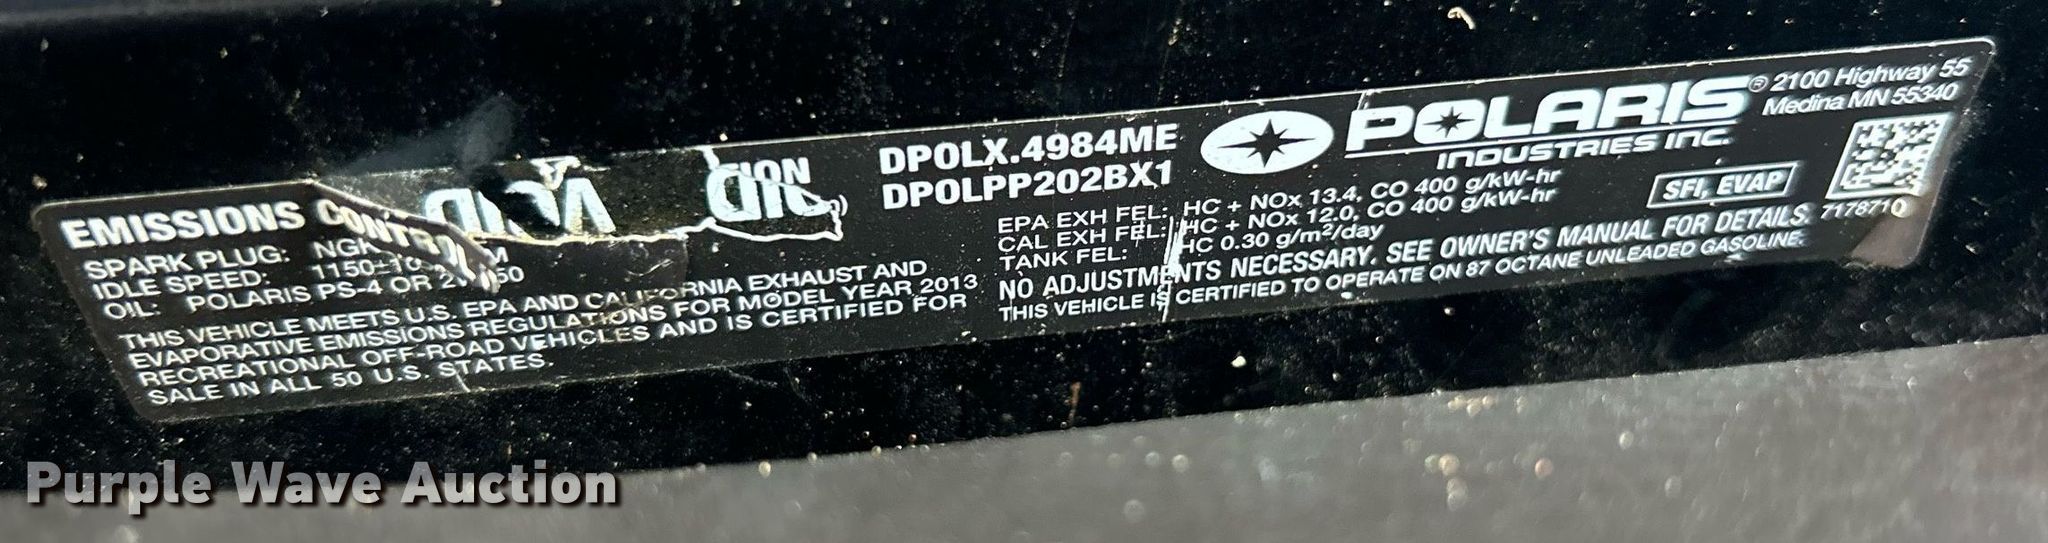 EMISSIONS CONTROL
SPARK PLUG: NGK
IDLE SPEED: 1150±
OIL: POLARIS PS-4 OR
THIS VEHICLE MEETS U.S. EPA AND CALIFORNIA EXHAUST AND
EVAPORATIVE EMISSIONS REGULATIONS FOR MODEL YEAR 2013
RECREATIONAL OFF-ROAD VEHICLES AND IS CERTIFIED FOR
SALE IN ALL 50 U.S. STATES.
VOID
DP0LX.4984ME
DP0LPP202BX1
EPA EXH FEL: HC + NOx 13.4, CO 400 g/kW-hr
CAL EXH FEL: HC + NOx 12.0, CO 400 g/kW-hr
TANK FEL: HC 0.30 g/m²/day
NO ADJUSTMENTS NECESSARY. SEE OWNER'S MANUAL FOR DETAILS.
THIS VEHICLE IS CERTIFIED TO OPERATE ON 87 OCTANE UNLEADED GASOLINE.
POLARIS®
INDUSTRIES INC.
2100 Highway 55
Medina MN 55340
SFI, EVAP
7178710
Purple Wave Auction